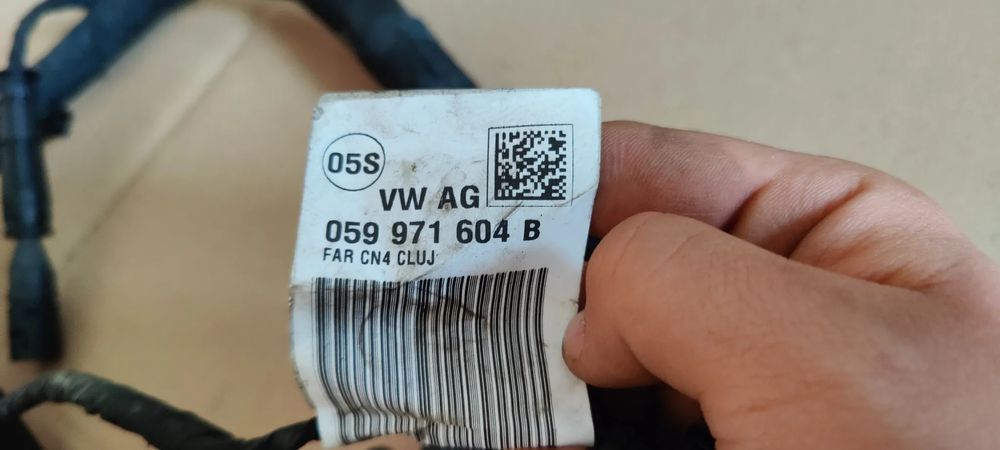 05S
VW AG
059 971 604 B
FAR CN4 CLUJ